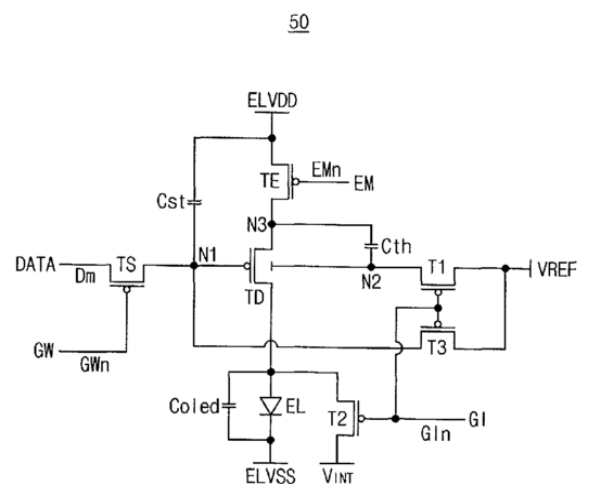 50
ELVDD
EMn
TE
EM
Cst
N3
Cth
DATA
Dm
TS
N1
TD
N2
T1
VREF
T3
GW
GWn
Coled
EL
T2
GIn
GI
ELVSS
VINT